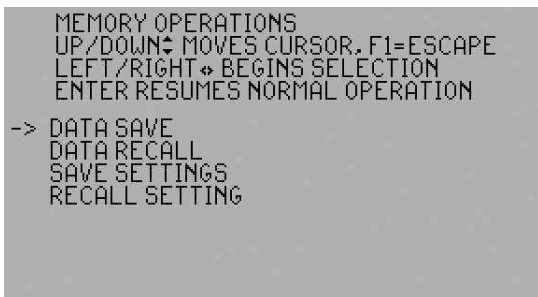 MEMORY OPERATIONS
UP/DOWN⬍ MOVES CURSOR, F1=ESCAPE
LEFT/RIGHT⬄ BEGINS SELECTION
ENTER RESUMES NORMAL OPERATION
-> DATA SAVE
DATA RECALL
SAVE SETTINGS
RECALL SETTING